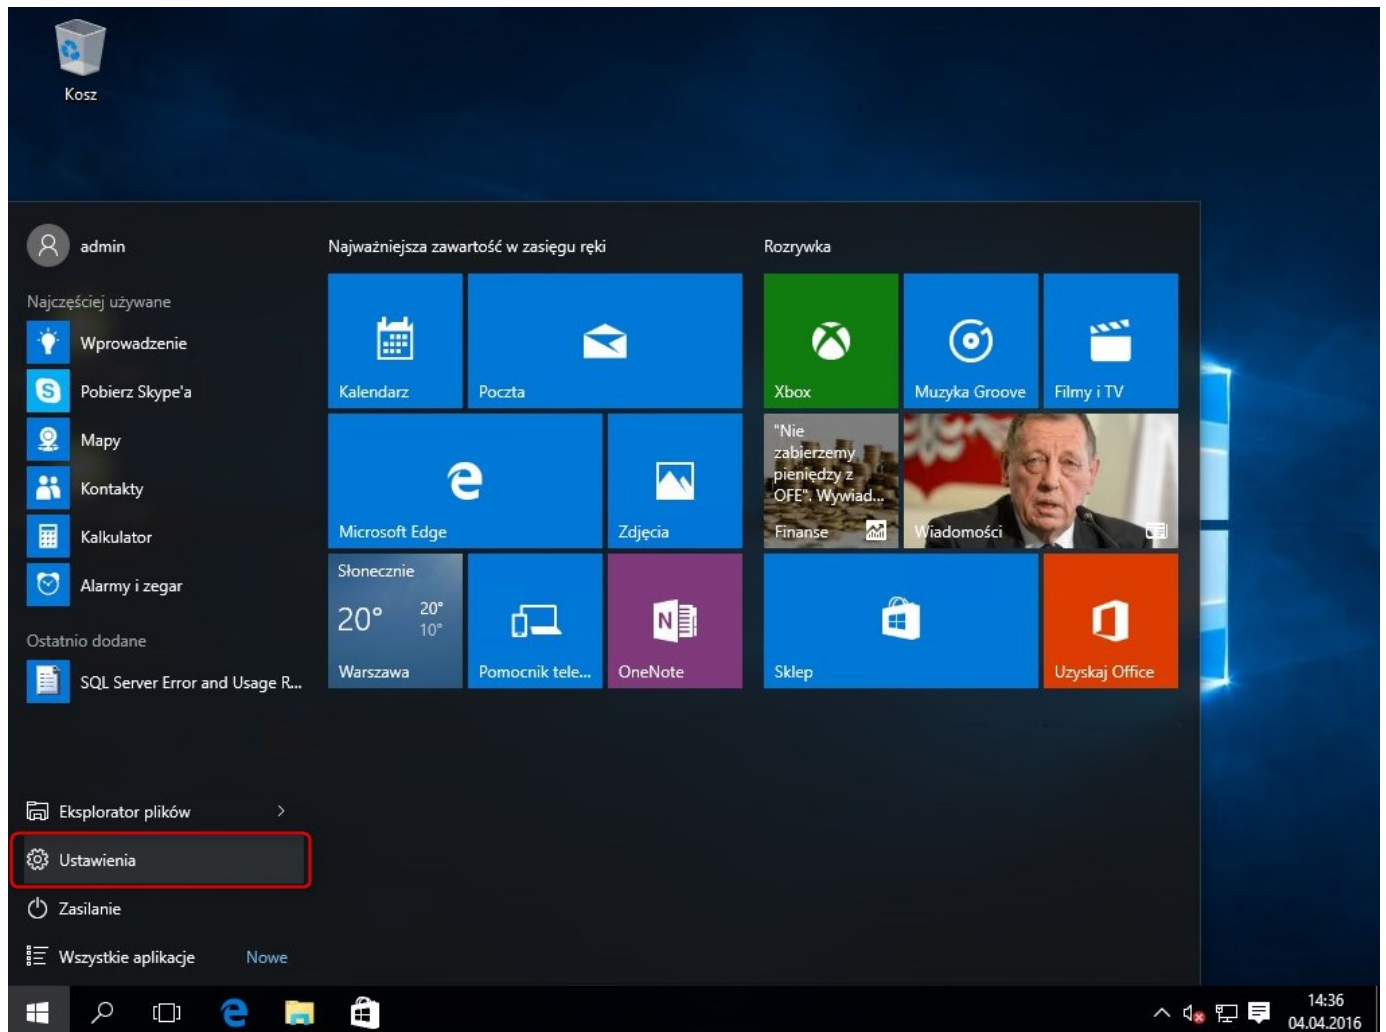 Kosz
admin
Najczęściej używane
Wprowadzenie
Pobierz Skype'a
Mapy
Kontakty
Kalkulator
Alarmy i zegar
Ostatnio dodane
SQL Server Error and Usage R...
Eksplorator plików
Ustawienia
Zasilanie
Wszystkie aplikacje Nowe
Najważniejsza zawartość w zasięgu ręki
Kalendarz
Poczta
Microsoft Edge
Zdjęcia
Słonecznie
20° 20°
10°
Warszawa
Pomocnik tele...
N
OneNote
Rozrywka
Xbox
Muzyka Groove
Filmy i TV
"Nie
zabierzemy
pieniędzy z
OFE". Wywiad...
Finanse
Wiadomości
Sklep
Uzyskaj Office
14:36
04.04.2016